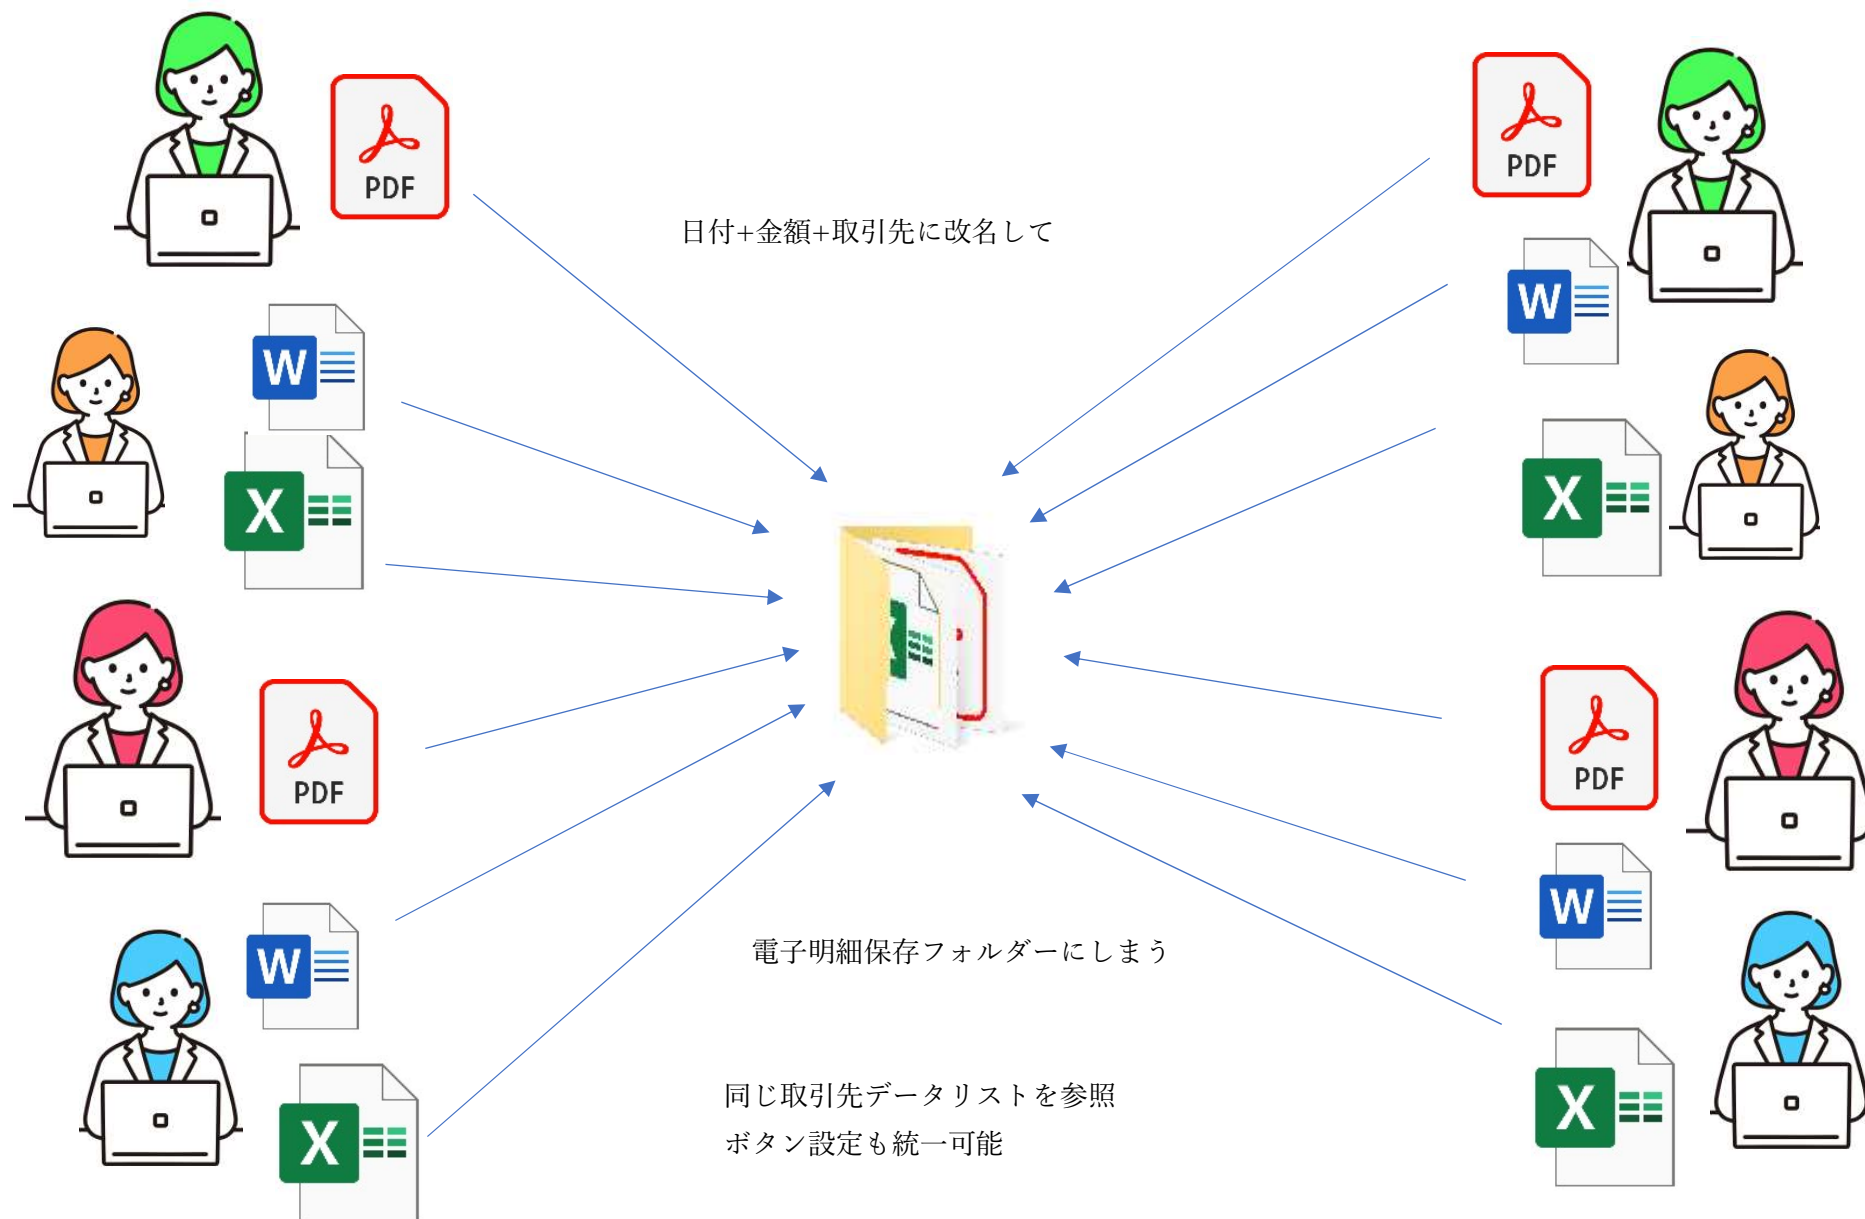 PDF
PDF
日付+金額+取引先に改名して
W
W
X
X
PDF
PDF
W
W
電子明細保存フォルダーにしまう
X
X
同じ取引先データリストを参照
ボタン設定も統一可能